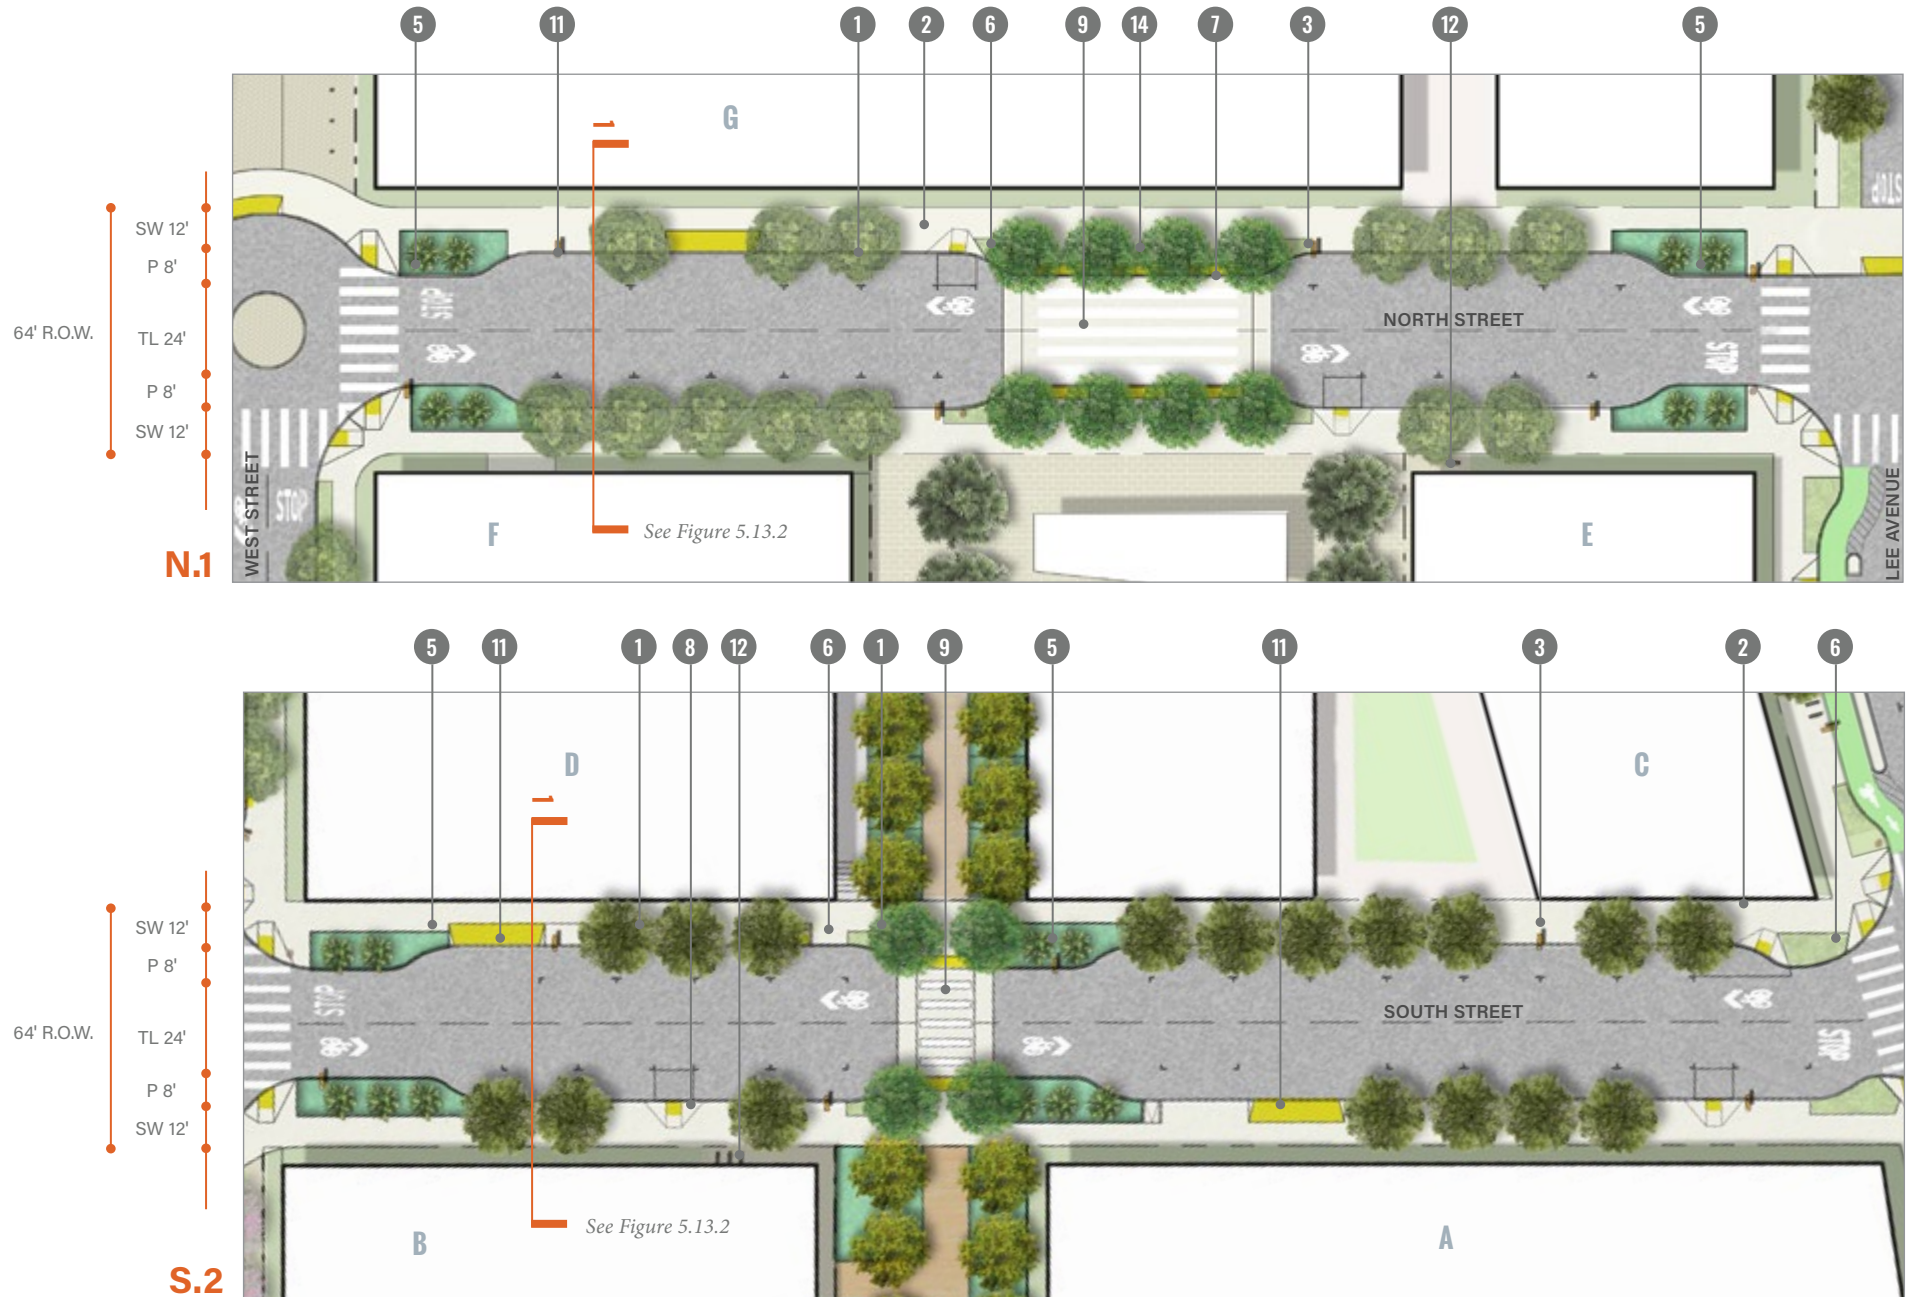 5 11 1 2 6 9 14 7 3 12 5
G
1
SW 12'
P 8'
64' R.O.W.
TL 24'
P 8'
SW 12'
STOP
STOP
NORTH STREET
STOP
STOP
WEST STREET
LEE AVENUE
F
See Figure 5.13.2
E
N.1
5 11 1 8 12 6 1 9 5 11 3 2 6
D
C
1
SW 12'
P 8'
64' R.O.W.
TL 24'
P 8'
SW 12'
STOP
SOUTH STREET
STOP
B
See Figure 5.13.2
A
S.2